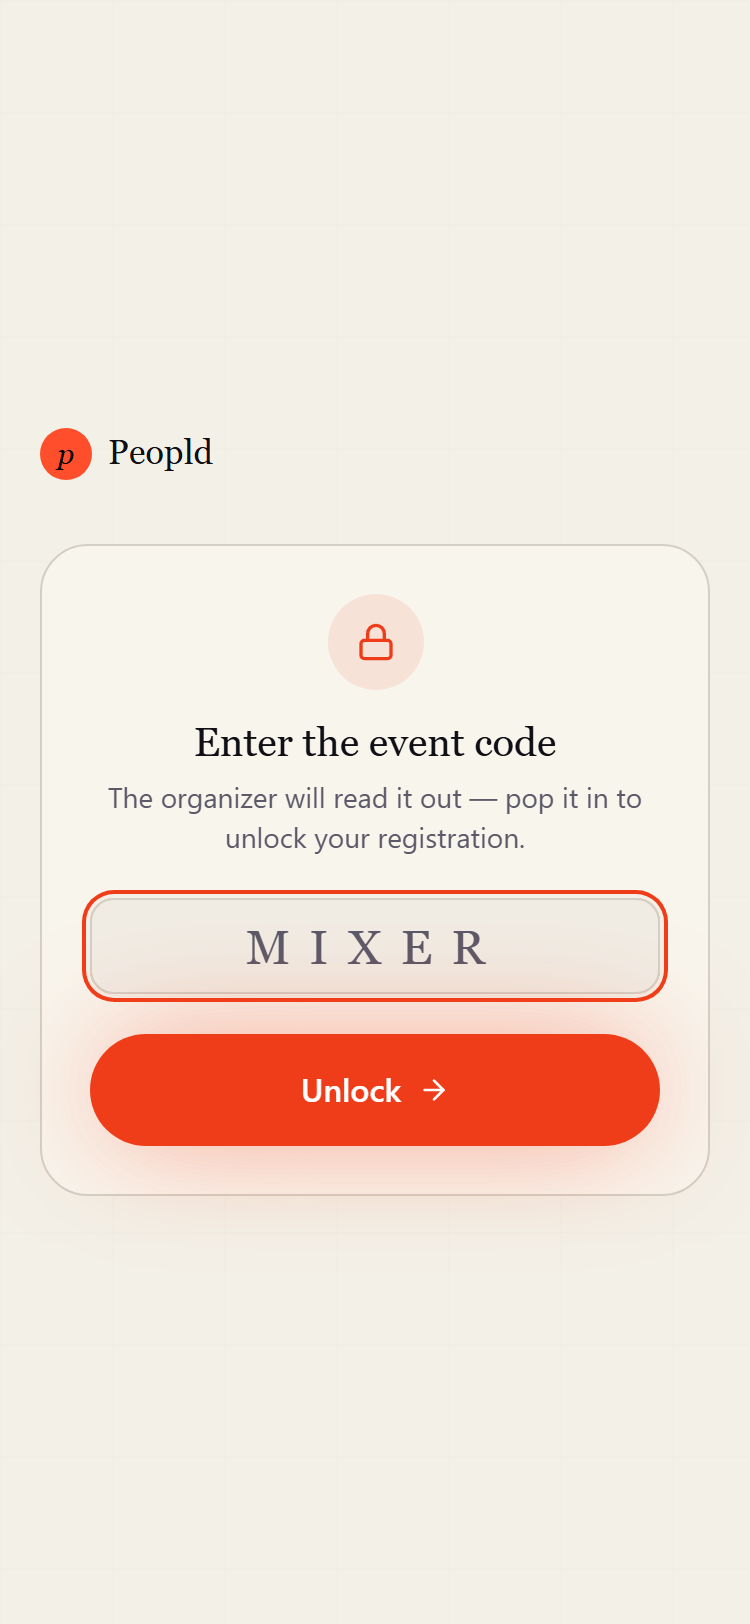 p Peopld
Enter the event code
The organizer will read it out — pop it in to
unlock your registration.
MIXER
Unlock →